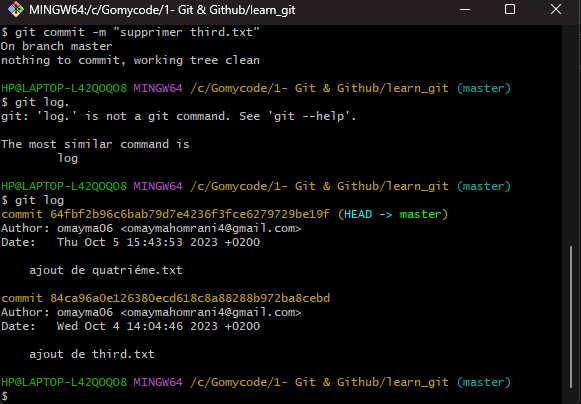 MINGW64:/c/Gomycode/1- Git & Github/learn_git
$ git commit -m "supprimer third.txt"
On branch master
nothing to commit, working tree clean
HP@LAPTOP-L42QOQO8 MINGW64 /c/Gomycode/1- Git & Github/learn_git (master)
$ git log.
git: 'log.' is not a git command. See 'git --help'.
The most similar command is
log
HP@LAPTOP-L42QOQO8 MINGW64 /c/Gomycode/1- Git & Github/learn_git (master)
$ git log
commit 64fbf2b96c6bab79d7e4236f3fce6279729be19f (HEAD -> master)
Author: omayma06 <omaymahomrani4@gmail.com>
Date: Thu Oct 5 15:43:53 2023 +0200
ajout de quatriéme.txt
commit 84ca96a0e126380ecd618c8a88288b972ba8cebd
Author: omayma06 <omaymahomrani4@gmail.com>
Date: Wed Oct 4 14:04:46 2023 +0200
ajout de third.txt
HP@LAPTOP-L42QOQO8 MINGW64 /c/Gomycode/1- Git & Github/learn_git (master)
$